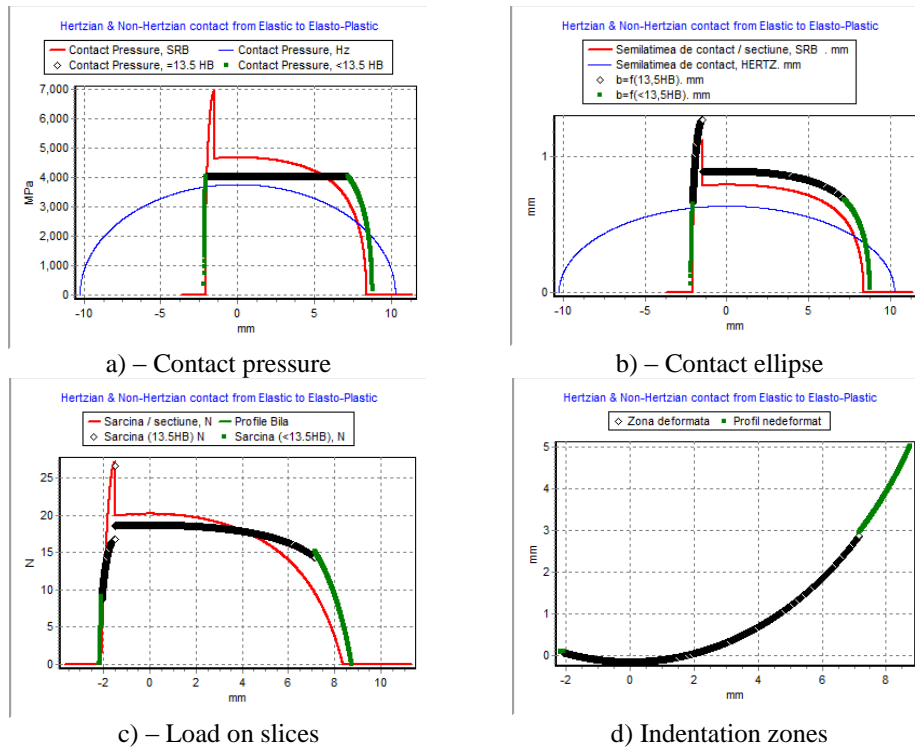 Hertzian & Non-Hertzian contact from Elastic to Elasto-Plastic
Contact Pressure, SRB
Contact Pressure, Hz
Contact Pressure, =13.5 HB
Contact Pressure, <13.5 HB
7,000
6,000
5,000
4,000
3,000
2,000
1,000
0
MPa
-10
-5
0
5
10
mm
a) – Contact pressure
Hertzian & Non-Hertzian contact from Elastic to Elasto-Plastic
Semilatimea de contact / sectiune, SRB . mm
Semilatimea de contact, HERTZ. mm
b=f(13,5HB). mm
b=f(<13,5HB). mm
1
0
mm
-10
-5
0
5
10
mm
b) – Contact ellipse
Hertzian & Non-Hertzian contact from Elastic to Elasto-Plastic
Sarcina / sectiune, N
Profile Bila
Sarcina (13.5HB) N
Sarcina (<13.5HB), N
25
20
15
10
5
0
N
-2
0
2
4
6
8
10
mm
c) – Load on slices
Hertzian & Non-Hertzian contact from Elastic to Elasto-Plastic
Zona deformata
Profil nedeformat
5
4
3
2
1
0
mm
-2
0
2
4
6
8
mm
d) Indentation zones